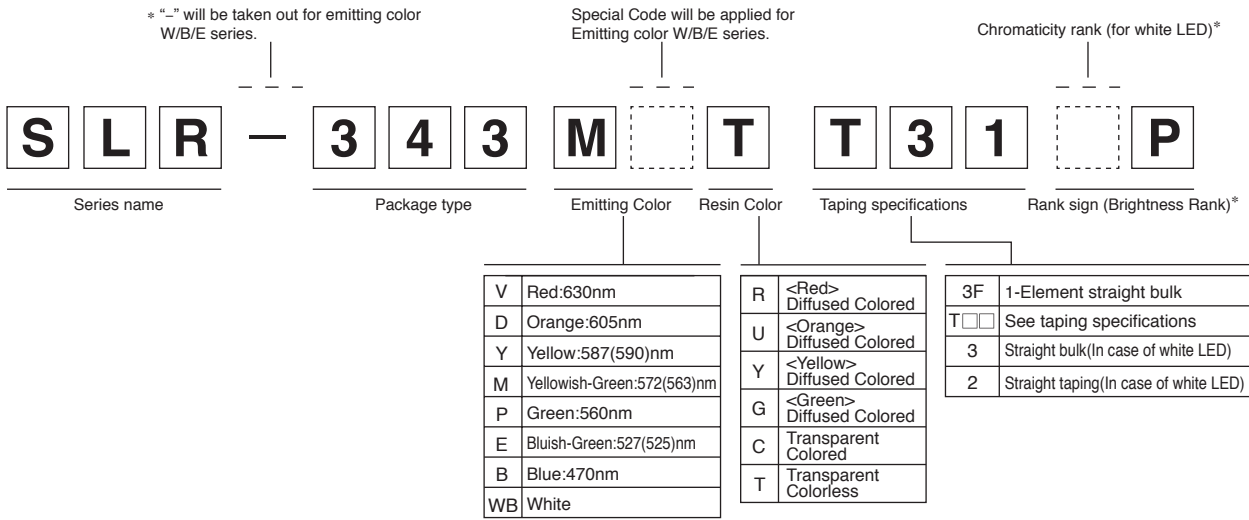 * “–” will be taken out for emitting color
W/B/E series.
Special Code will be applied for
Emitting color W/B/E series.
Chromaticity rank (for white LED)*
S L R — 3 4 3 M T T 3 1 P
Series name
Package type
Emitting Color
Resin Color
Taping specifications
Rank sign (Brightness Rank)*
V Red:630nm
D Orange:605nm
Y Yellow:587(590)nm
M Yellowish-Green:572(563)nm
P Green:560nm
E Bluish-Green:527(525)nm
B Blue:470nm
WB White
R <Red>
Diffused Colored
U <Orange>
Diffused Colored
Y <Yellow>
Diffused Colored
G <Green>
Diffused Colored
C Transparent
Colored
T Transparent
Colorless
3F 1-Element straight bulk
T□□ See taping specifications
3 Straight bulk(In case of white LED)
2 Straight taping(In case of white LED)